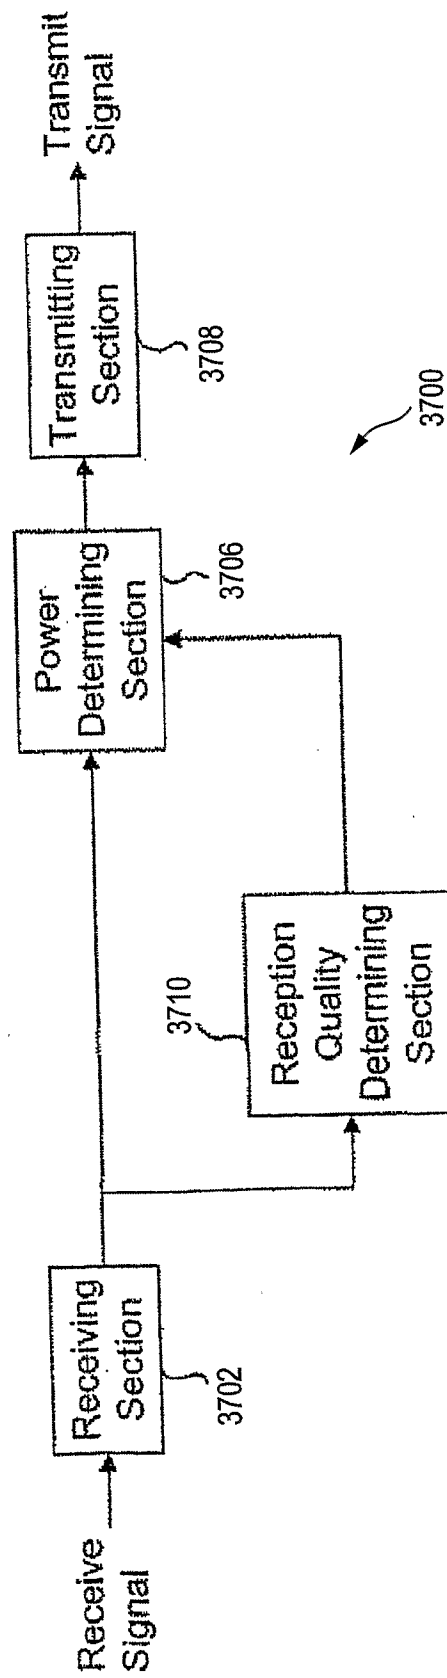 Receive
Signal
Receiving
Section
3702
Reception
Quality
Determining
Section
3710
Power
Determining
Section
3706
Transmitting
Section
3708
Transmit
Signal
3700